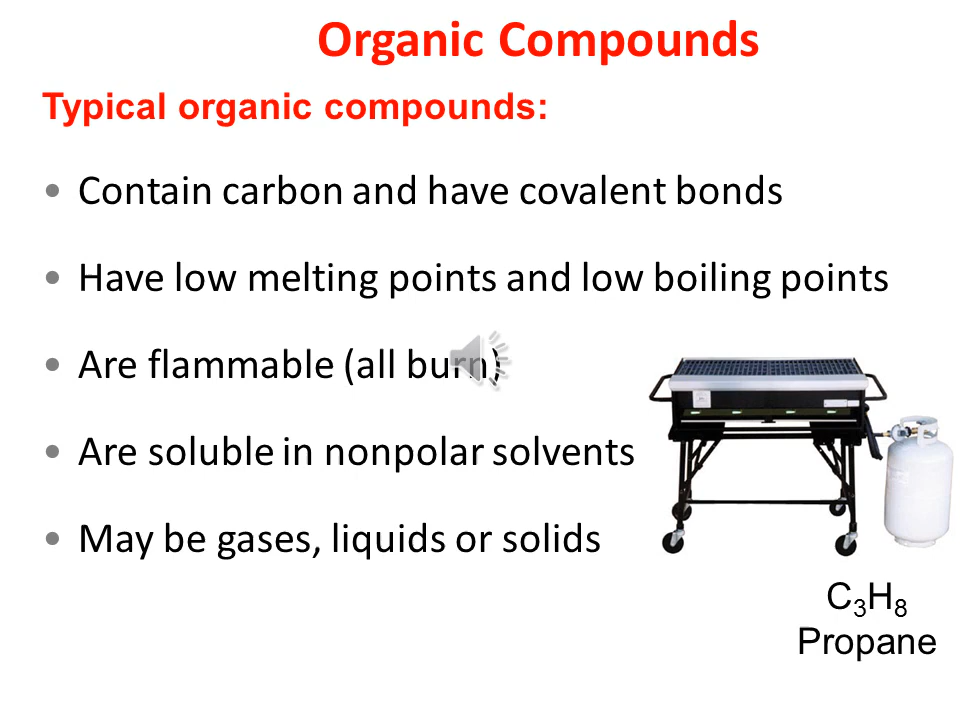 Organic Compounds
Typical organic compounds:
• Contain carbon and have covalent bonds
• Have low melting points and low boiling points
• Are flammable (all burn)
• Are soluble in nonpolar solvents
• May be gases, liquids or solids
C₃H₈
Propane